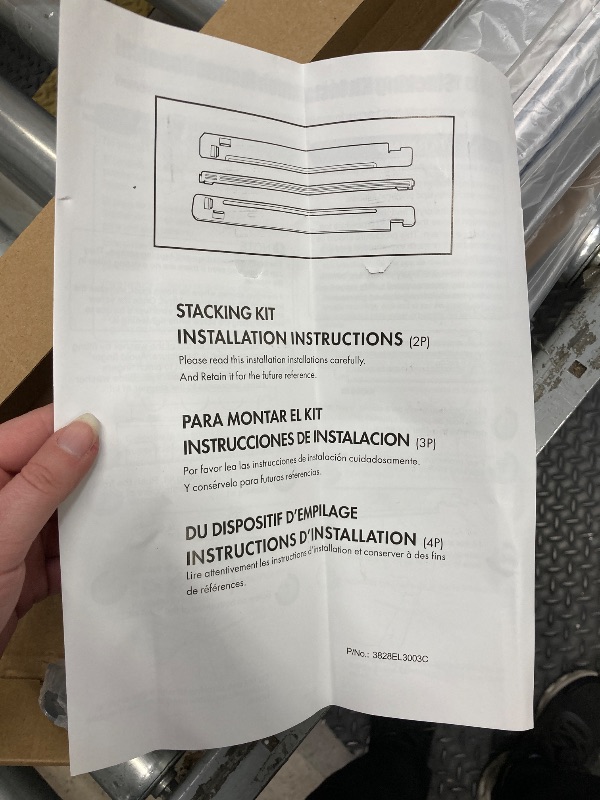 STACKING KIT
INSTALLATION INSTRUCTIONS (2P)
Please read this installation installations carefully.
And Retain it for the future reference.
PARA MONTAR EL KIT
INSTRUCCIONES DE INSTALACION (3P)
Por favor lea las instrucciones de instalación cuidadosamente.
Y consérvelo para futuras referencias.
DU DISPOSITIF D'EMPILAGE
INSTRUCTIONS D'INSTALLATION (4P)
Lire attentivement les instructions d'installation et conserver à des fins
de références.
P/No.: 3828EL3003C